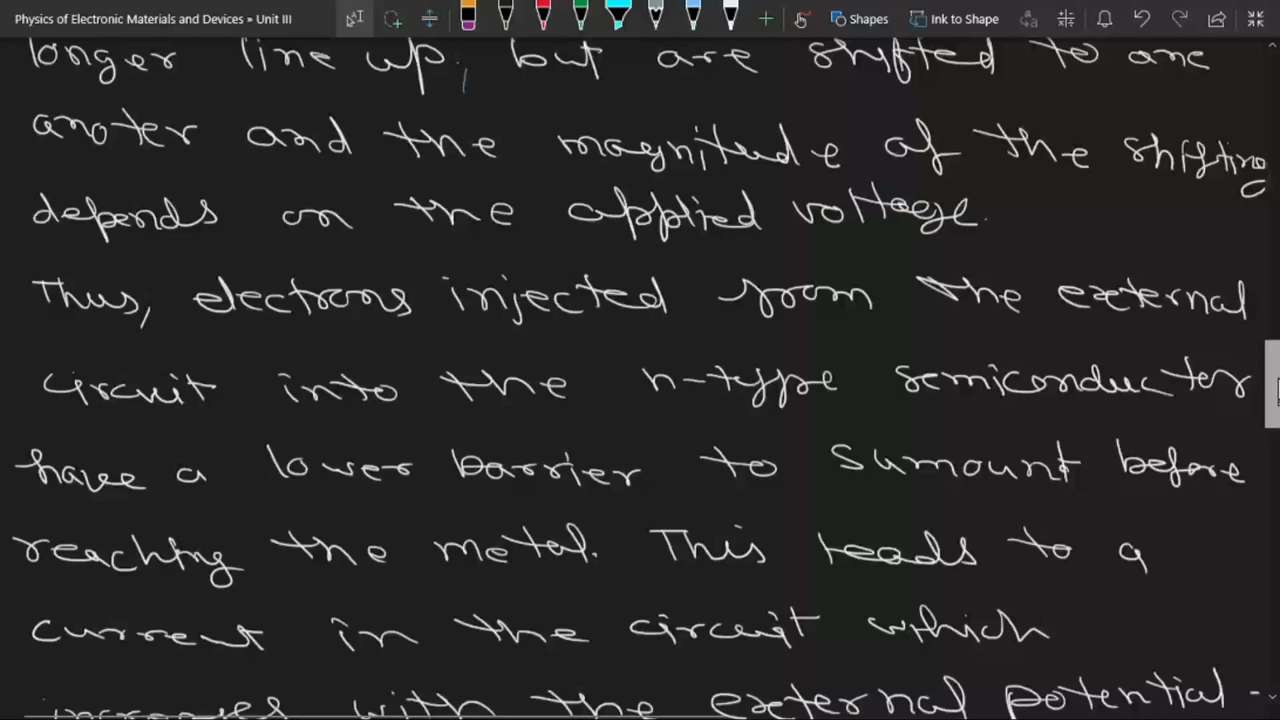 Physics of Electronic Materials and Devices » Unit III
Shapes
Ink to Shape
longer line up, but are shifted to one
anoter and the magnitude of the shifting
depends on the applied voltage.
Thus, electrons injected from the external
circuit into the n-type semiconductor
have a lower barrier to sumount before
reaching the metal. This leads to a
current in the circuit which
increases with the external potential